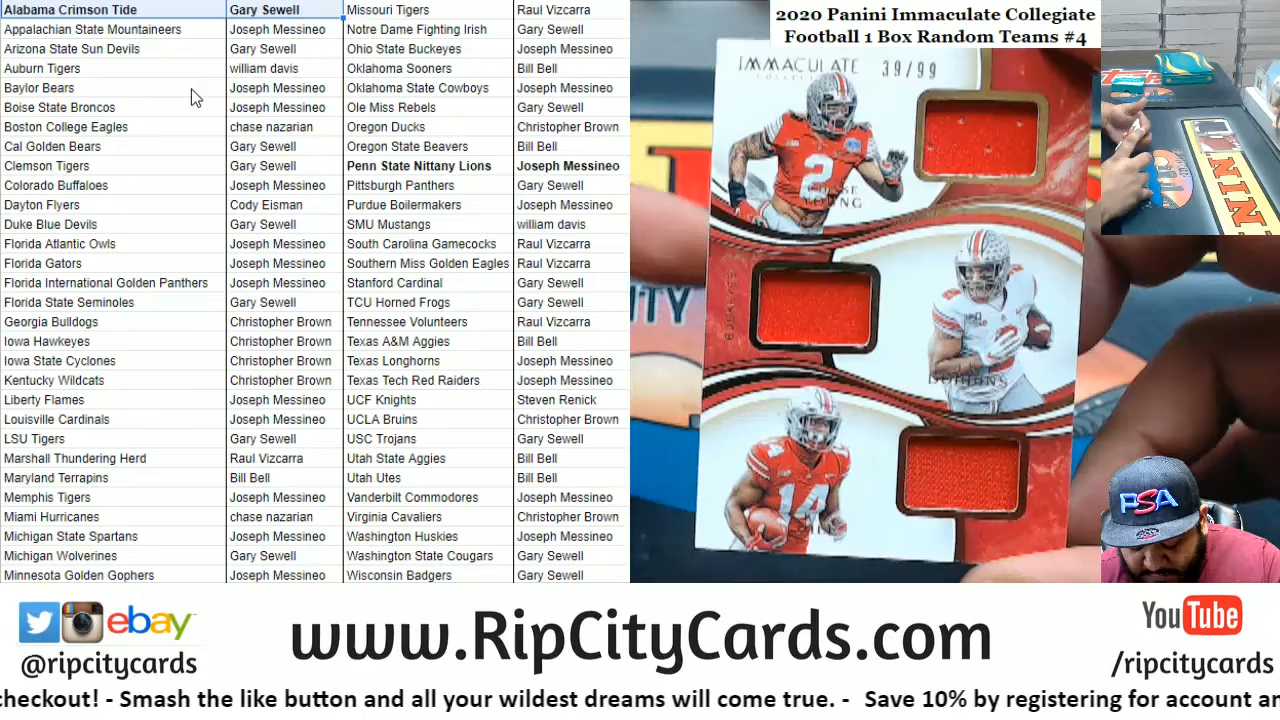 Alabama Crimson Tide Gary Sewell Missouri Tigers Raul Vizcarra
Appalachian State Mountaineers Joseph Messineo Notre Dame Fighting Irish Gary Sewell
Arizona State Sun Devils Gary Sewell Ohio State Buckeyes Joseph Messineo
Auburn Tigers william davis Oklahoma Sooners Bill Bell
Baylor Bears Joseph Messineo Oklahoma State Cowboys Joseph Messineo
Boise State Broncos Joseph Messineo Ole Miss Rebels Gary Sewell
Boston College Eagles chase nazarian Oregon Ducks Christopher Brown
Cal Golden Bears Gary Sewell Oregon State Beavers Bill Bell
Clemson Tigers Gary Sewell Penn State Nittany Lions Joseph Messineo
Colorado Buffaloes Joseph Messineo Pittsburgh Panthers Gary Sewell
Dayton Flyers Cody Eisman Purdue Boilermakers Joseph Messineo
Duke Blue Devils Gary Sewell SMU Mustangs william davis
Florida Atlantic Owls Joseph Messineo South Carolina Gamecocks Raul Vizcarra
Florida Gators Joseph Messineo Southern Miss Golden Eagles Raul Vizcarra
Florida International Golden Panthers Joseph Messineo Stanford Cardinal Gary Sewell
Florida State Seminoles Gary Sewell TCU Horned Frogs Gary Sewell
Georgia Bulldogs Christopher Brown Tennessee Volunteers Raul Vizcarra
Iowa Hawkeyes Christopher Brown Texas A&M Aggies Bill Bell
Iowa State Cyclones Christopher Brown Texas Longhorns Joseph Messineo
Kentucky Wildcats Christopher Brown Texas Tech Red Raiders Joseph Messineo
Liberty Flames Joseph Messineo UCF Knights Steven Renick
Louisville Cardinals Joseph Messineo UCLA Bruins Christopher Brown
LSU Tigers Gary Sewell USC Trojans Gary Sewell
Marshall Thundering Herd Raul Vizcarra Utah State Aggies Bill Bell
Maryland Terrapins Bill Bell Utah Utes Bill Bell
Memphis Tigers Joseph Messineo Vanderbilt Commodores Joseph Messineo
Miami Hurricanes chase nazarian Virginia Cavaliers Christopher Brown
Michigan State Spartans Joseph Messineo Washington Huskies Joseph Messineo
Michigan Wolverines Gary Sewell Washington State Cougars Gary Sewell
Minnesota Golden Gophers Joseph Messineo Wisconsin Badgers Gary Sewell
2020 Panini Immaculate Collegiate
Football 1 Box Random Teams #4
IMMACULATE
39/99
2
YOUNG
DOBBINS
14
ITY
NIN
PSA
ebay
@ripcitycards
www.RipCityCards.com
YouTube
/ripcitycards
checkout! - Smash the like button and all your wildest dreams will come true. - Save 10% by registering for account an